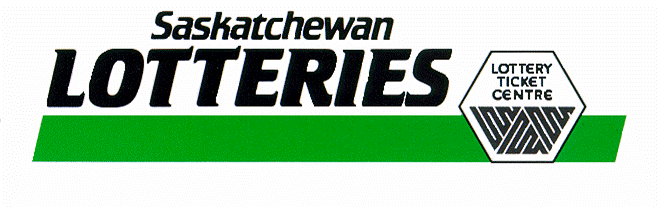 Saskatchewan
LOTTERIES
LOTTERY
TICKET
CENTRE